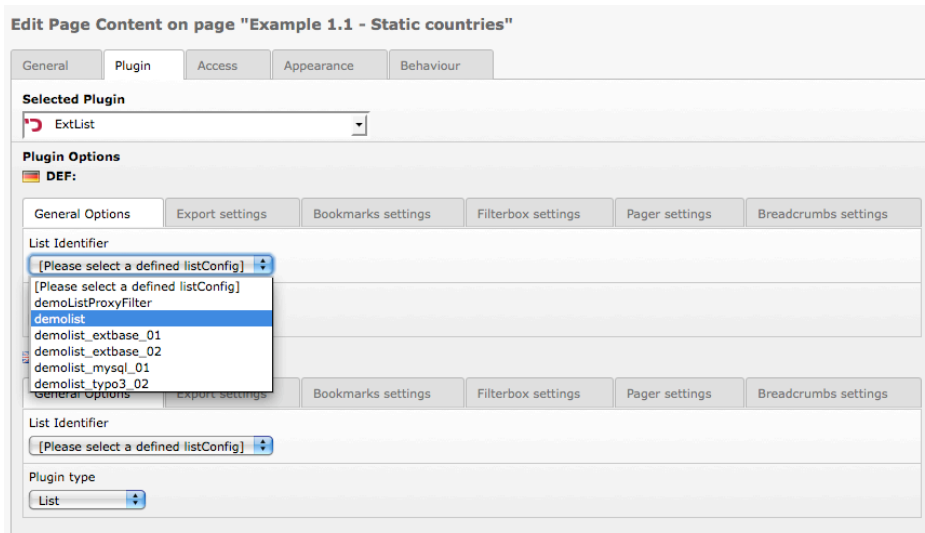 Edit Page Content on page "Example 1.1 - Static countries"
General Plugin Access Appearance Behaviour
Selected Plugin
ExtList
Plugin Options
DEF:
General Options Export settings Bookmarks settings Filterbox settings Pager settings Breadcrumbs settings
List Identifier
[Please select a defined listConfig]
[Please select a defined listConfig]
demoListProxyFilter
demolist
demolist_extbase_01
demolist_extbase_02
demolist_mysql_01
demolist_typo3_02
General Options Export settings Bookmarks settings Filterbox settings Pager settings Breadcrumbs settings
List Identifier
[Please select a defined listConfig]
Plugin type
List